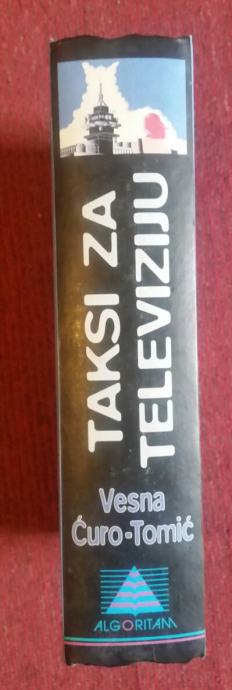 TAKSI ZA
TELEVIZIJU
Vesna
Ćuro-Tomić
ALGORITAM